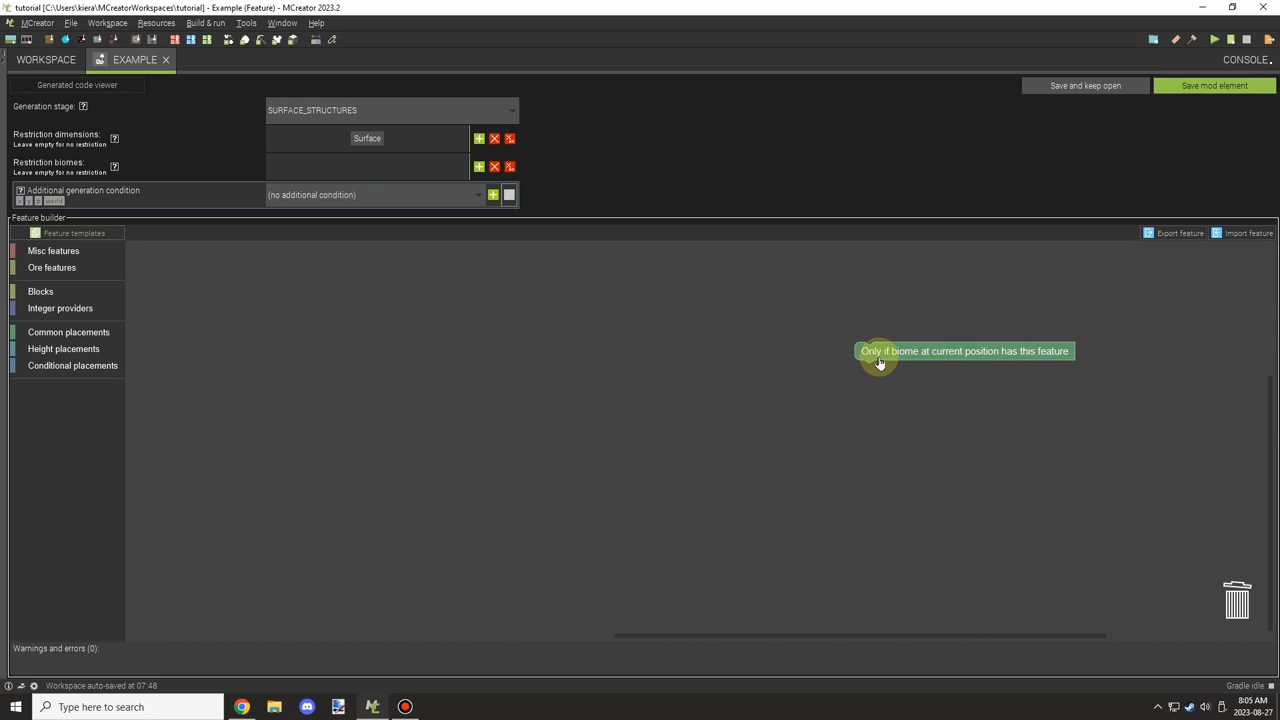 tutorial [C:\Users\kiera\MCreatorWorkspaces\tutorial] - Example (Feature) - MCreator 2023.2
MCreator File Workspace Resources Build & run Tools Window Help
WORKSPACE EXAMPLE CONSOLE
Generated code viewer Save and keep open Save mod element
Generation stage: ? SURFACE_STRUCTURES
Restriction dimensions:
Leave empty for no restriction
? Surface
Restriction biomes:
Leave empty for no restriction
?
? Additional generation condition (no additional condition)
x y z world
Feature builder
Feature templates Export feature Import feature
Misc features
Ore features
Blocks
Integer providers
Common placements
Height placements
Conditional placements
Only if biome at current position has this feature
Warnings and errors (0):
Workspace auto-saved at 07:48 Gradle idle
Type here to search
8:05 AM
2023-08-27